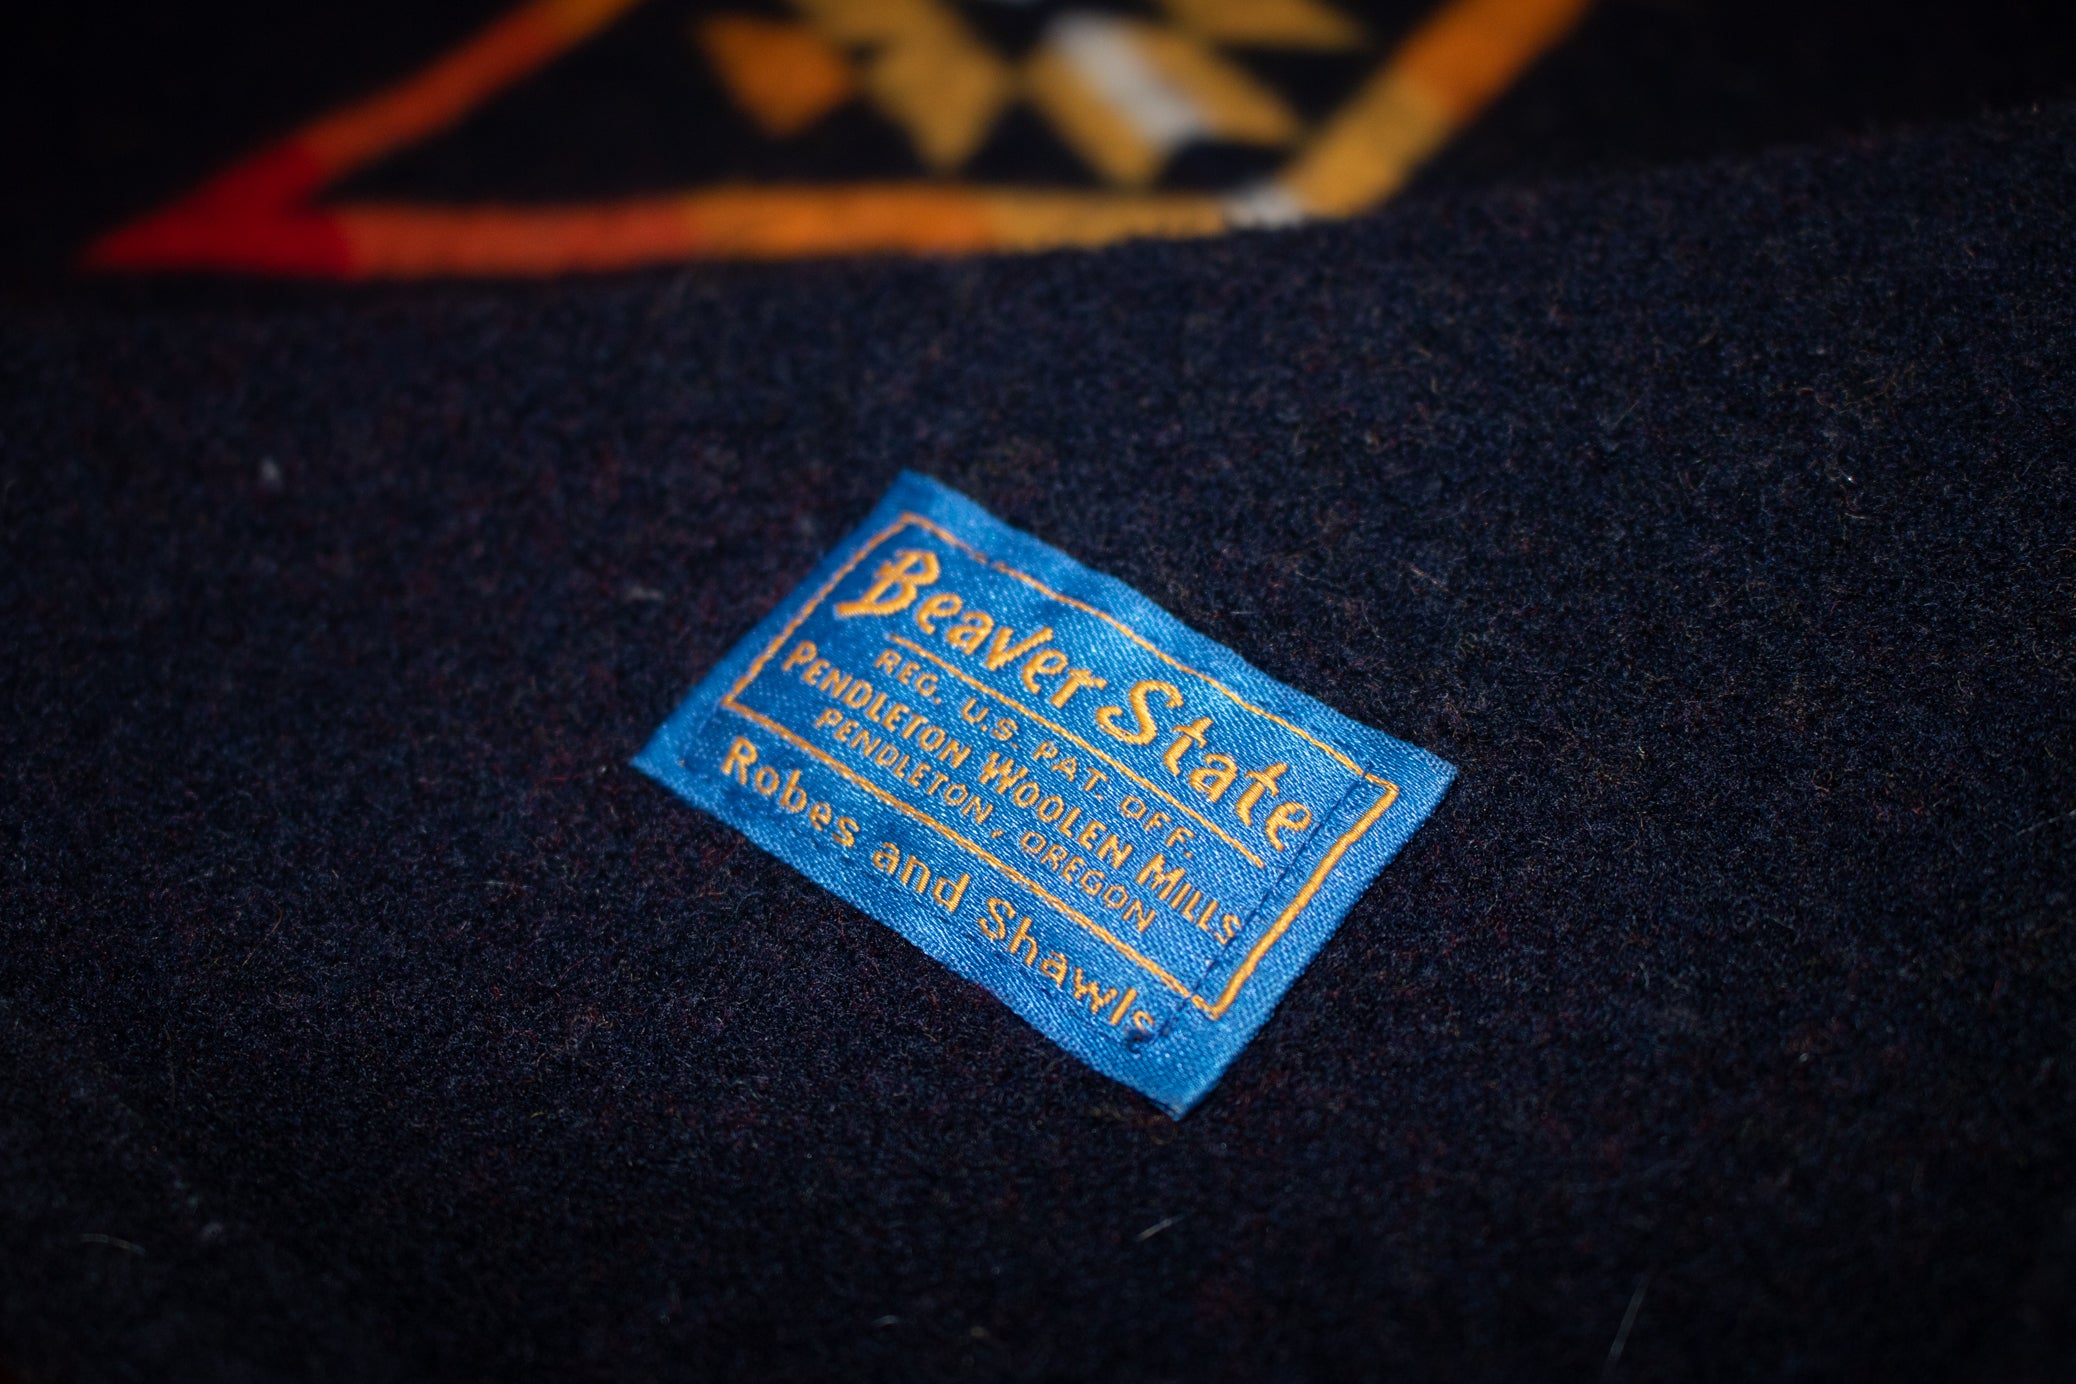 Beaver State
REG. U.S. PAT. OFF.
PENDLETON WOOLEN MILLS
PENDLETON, OREGON
Robes and Shawls